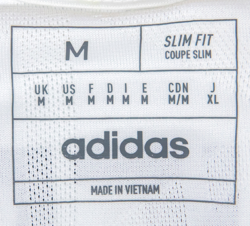 M
SLIM FIT
COUPE SLIM
UK US F D I E CDN J
M M M M M M M/M XL
adidas
MADE IN VIETNAM